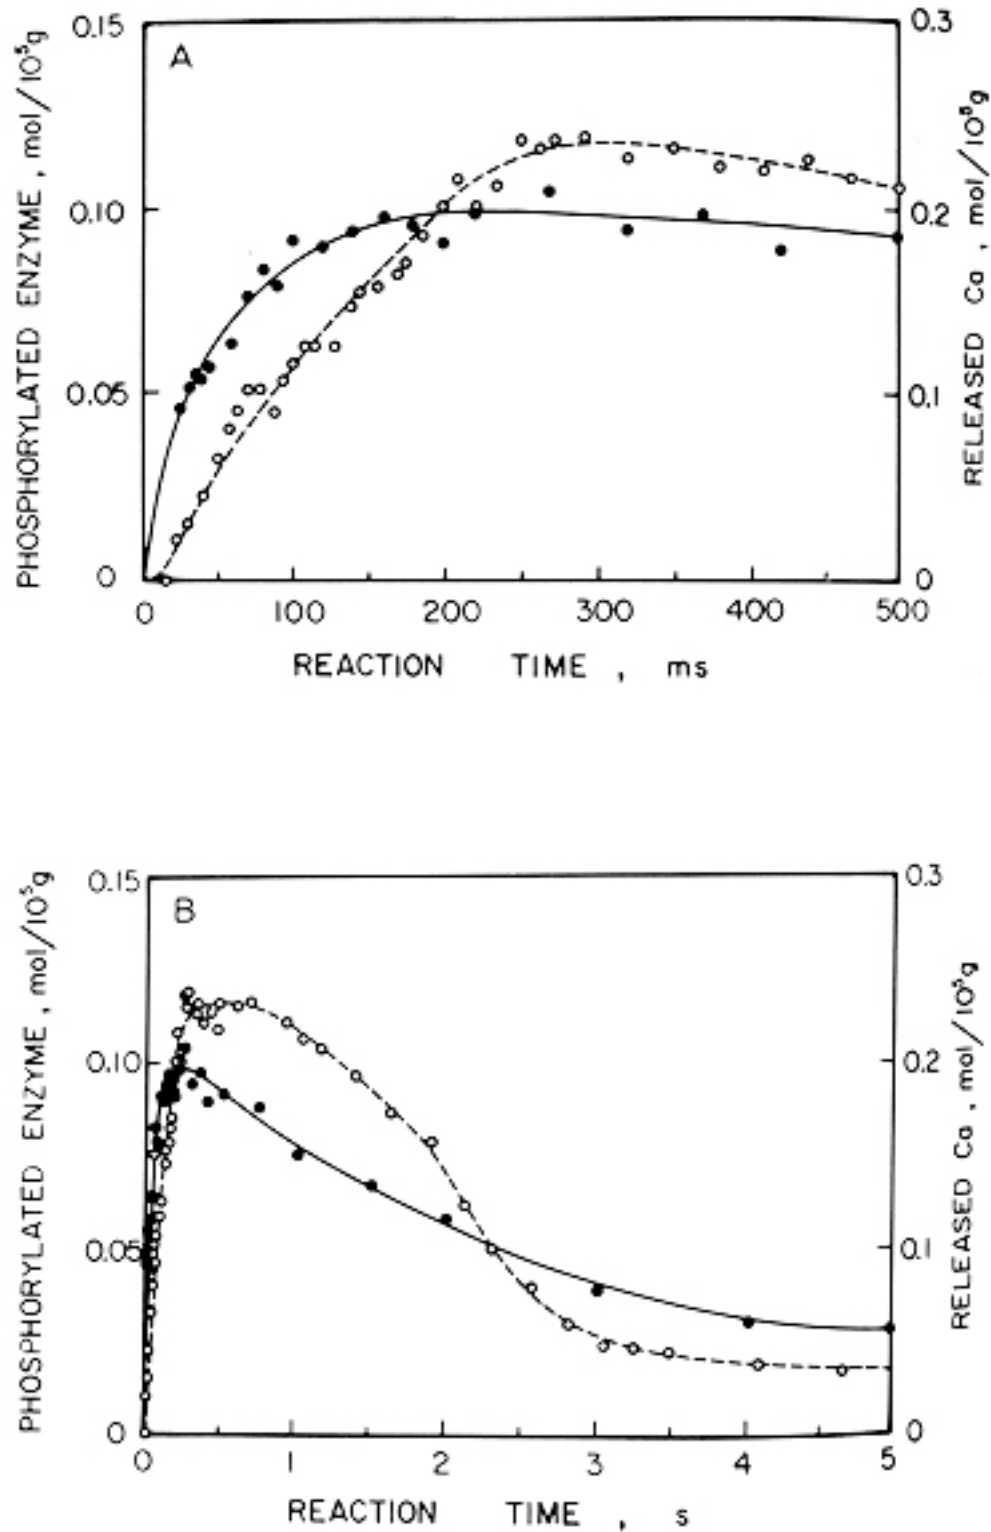 A
PHOSPHORYLATED ENZYME, mol/10⁵g
0.15
0.10
0.05
0
RELEASED Ca, mol/10⁵g
0.3
0.2
0.1
0
0 100 200 300 400 500
REACTION TIME, ms
B
PHOSPHORYLATED ENZYME, mol/10⁵g
0.15
0.10
0.05
0
RELEASED Ca, mol/10⁵g
0.3
0.2
0.1
0
0 1 2 3 4 5
REACTION TIME, s